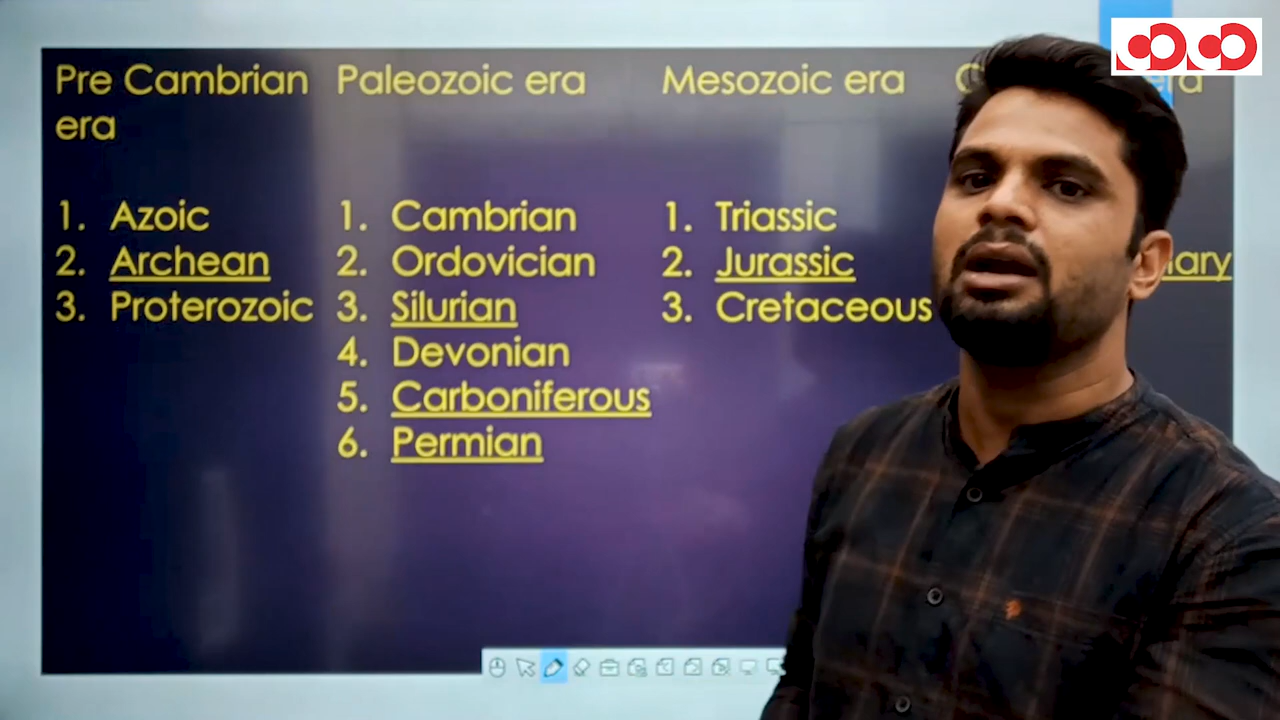 Pre Cambrian era
1. Azoic
2. Archean
3. Proterozoic
Paleozoic era
1. Cambrian
2. Ordovician
3. Silurian
4. Devonian
5. Carboniferous
6. Permian
Mesozoic era
1. Triassic
2. Jurassic
3. Cretaceous